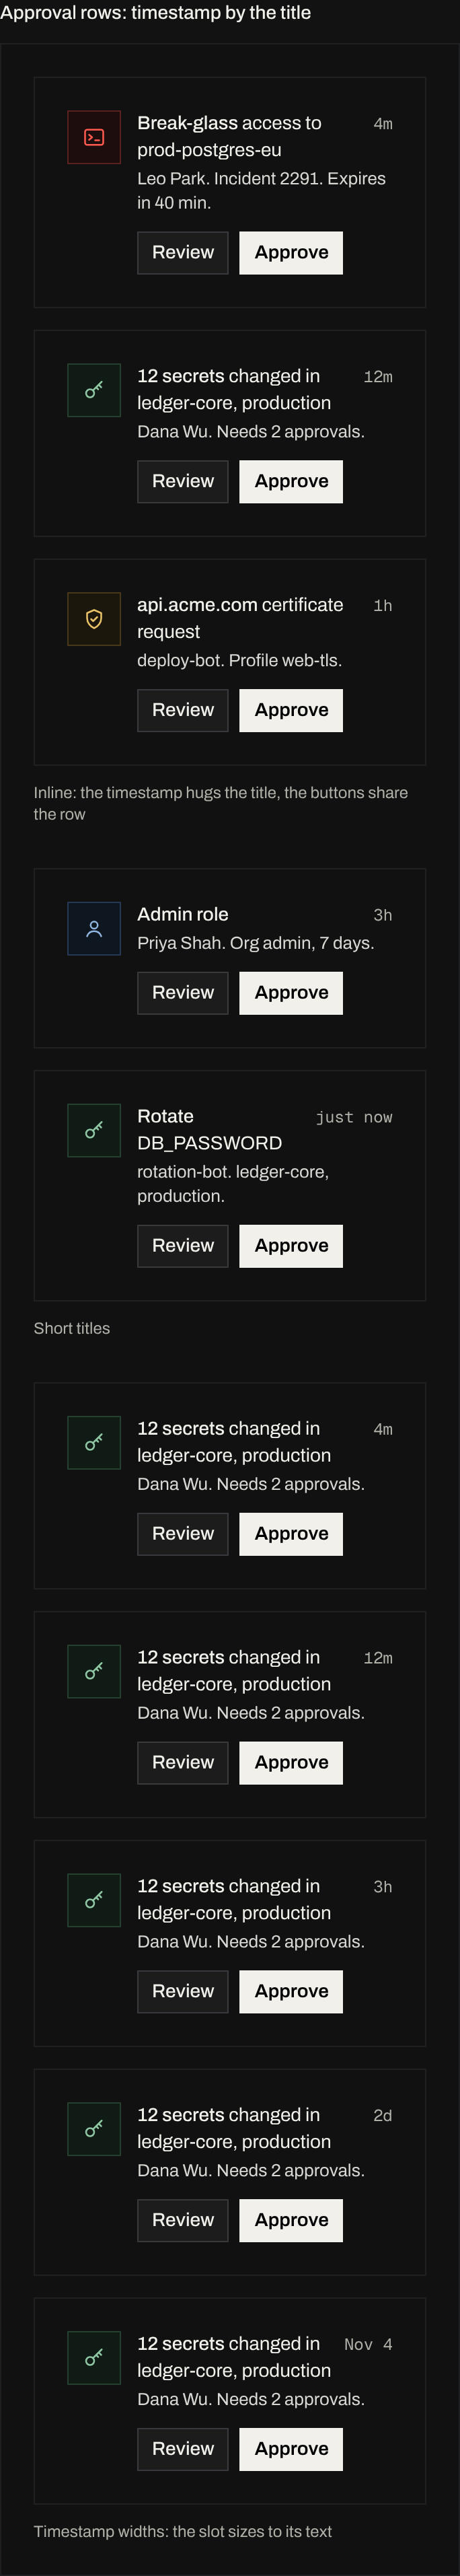 Approval rows: timestamp by the title
Break-glass access to 4m
prod-postgres-eu
Leo Park. Incident 2291. Expires
in 40 min.
Review Approve
12 secrets changed in 12m
ledger-core, production
Dana Wu. Needs 2 approvals.
Review Approve
api.acme.com certificate 1h
request
deploy-bot. Profile web-tls.
Review Approve
Inline: the timestamp hugs the title, the buttons share
the row
Admin role 3h
Priya Shah. Org admin, 7 days.
Review Approve
Rotate just now
DB_PASSWORD
rotation-bot. ledger-core,
production.
Review Approve
Short titles
12 secrets changed in 4m
ledger-core, production
Dana Wu. Needs 2 approvals.
Review Approve
12 secrets changed in 12m
ledger-core, production
Dana Wu. Needs 2 approvals.
Review Approve
12 secrets changed in 3h
ledger-core, production
Dana Wu. Needs 2 approvals.
Review Approve
12 secrets changed in 2d
ledger-core, production
Dana Wu. Needs 2 approvals.
Review Approve
12 secrets changed in Nov 4
ledger-core, production
Dana Wu. Needs 2 approvals.
Review Approve
Timestamp widths: the slot sizes to its text